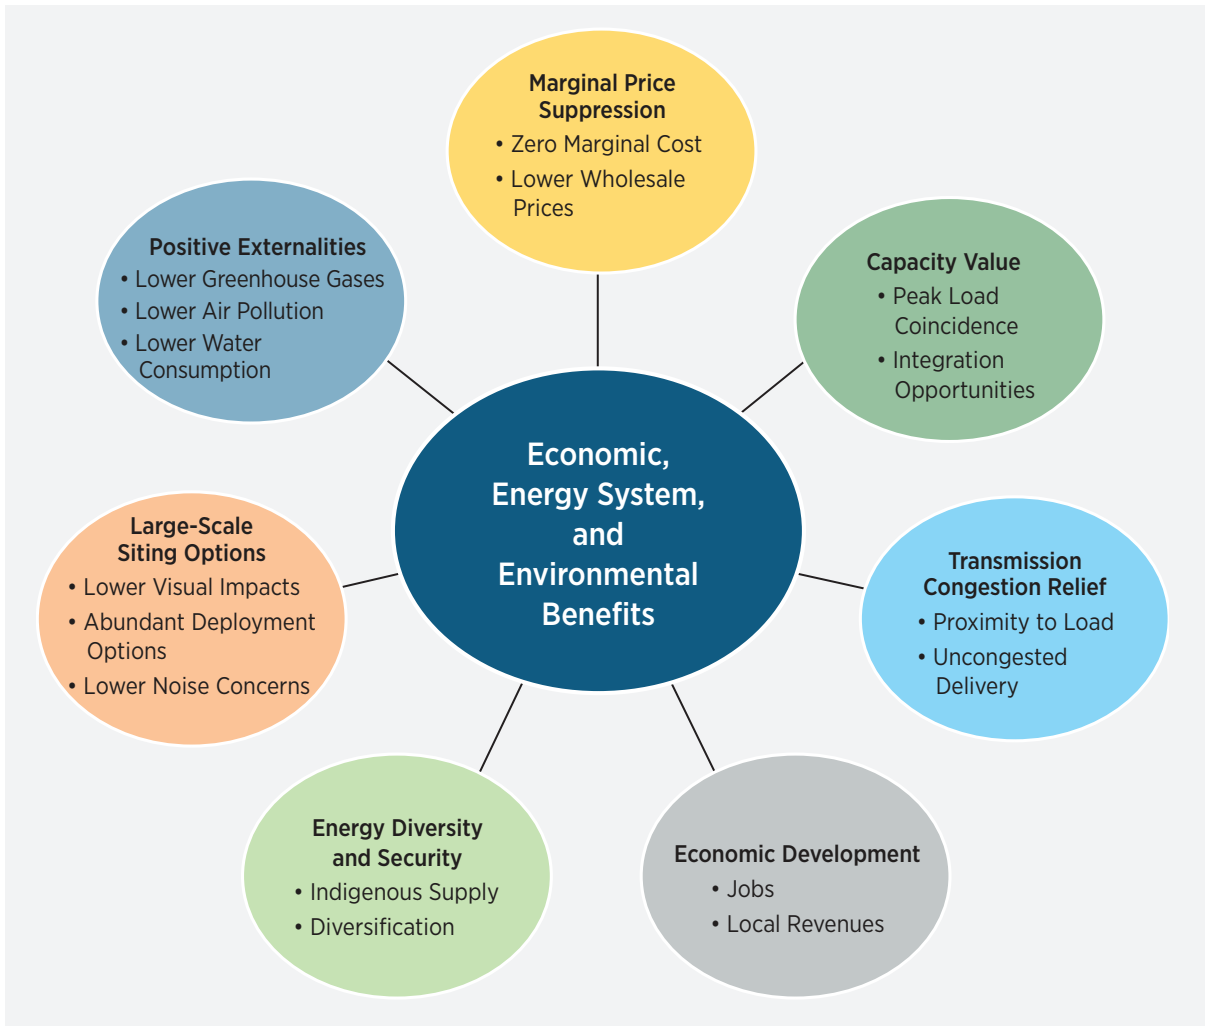 Marginal Price
Suppression
• Zero Marginal Cost
• Lower Wholesale
Prices
Positive Externalities
• Lower Greenhouse Gases
• Lower Air Pollution
• Lower Water
Consumption
Capacity Value
• Peak Load
Coincidence
• Integration
Opportunities
Economic,
Energy System,
and
Environmental
Benefits
Large-Scale
Siting Options
• Lower Visual Impacts
• Abundant Deployment
Options
• Lower Noise Concerns
Transmission
Congestion Relief
• Proximity to Load
• Uncongested
Delivery
Energy Diversity
and Security
• Indigenous Supply
• Diversification
Economic Development
• Jobs
• Local Revenues